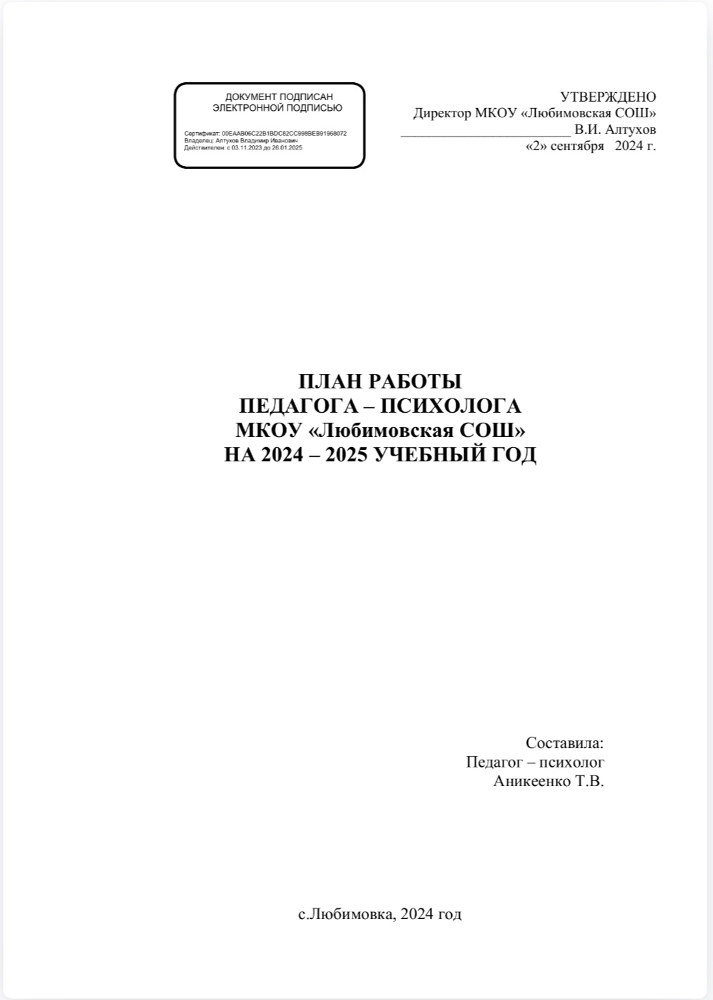 ДОКУМЕНТ ПОДПИСАН
ЭЛЕКТРОННОЙ ПОДПИСЬЮ
Сертификат: 00EAAB06C22B1BDC82CC998BEB91968072
Владелец: Алтухов Владимир Иванович
Действителен: с 03.11.2023 до 26.01.2025
УТВЕРЖДЕНО
Директор МКОУ «Любимовская СОШ»
_________________________ В.И. Алтухов
«2» сентября 2024 г.
ПЛАН РАБОТЫ
ПЕДАГОГА – ПСИХОЛОГА
МКОУ «Любимовская СОШ»
НА 2024 – 2025 УЧЕБНЫЙ ГОД
Составила:
Педагог – психолог
Аникеенко Т.В.
с.Любимовка, 2024 год